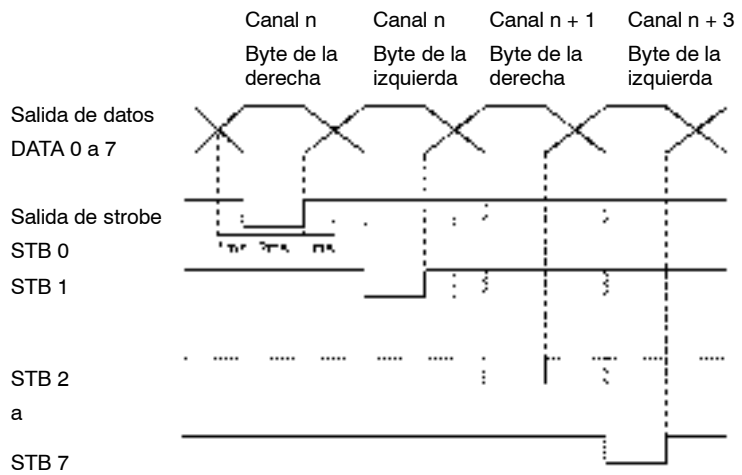 Canal n Canal n Canal n + 1 Canal n + 3
Byte de la Byte de la Byte de la Byte de la
derecha izquierda derecha izquierda
Salida de datos
DATA 0 a 7
Salida de strobe
STB 0
STB 1
STB 2
a
STB 7